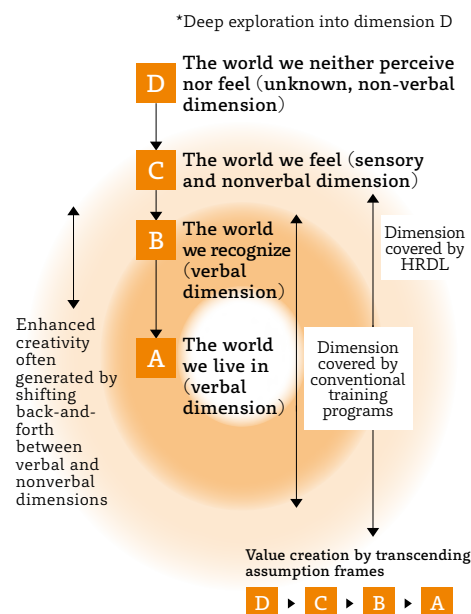 *Deep exploration into dimension D
D
The world we neither perceive
nor feel (unknown, non-verbal
dimension)
C
The world we feel (sensory
and nonverbal dimension)
B
The world
we recognize
(verbal
dimension)
A
The world
we live in
(verbal
dimension)
Enhanced
creativity
often
generated by
shifting
back-and-
forth
between
verbal and
nonverbal
dimensions
Dimension
covered by
conventional
training
programs
Dimension
covered by
HRDL
Value creation by transcending
assumption frames
D ▶ C ▶ B ▶ A